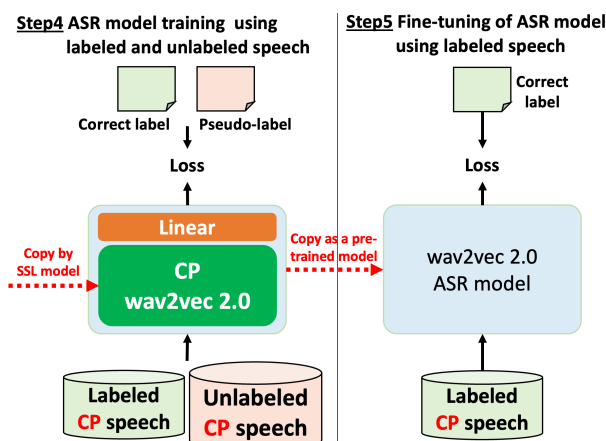 Step4 ASR model training using
labeled and unlabeled speech
Correct label
Pseudo-label
Loss
Linear
Copy by
SSL model
CP
wav2vec 2.0
Labeled
CP speech
Unlabeled
CP speech
Copy as a pre-
trained model
Step5 Fine-tuning of ASR model
using labeled speech
Correct
label
Loss
wav2vec 2.0
ASR model
Labeled
CP speech